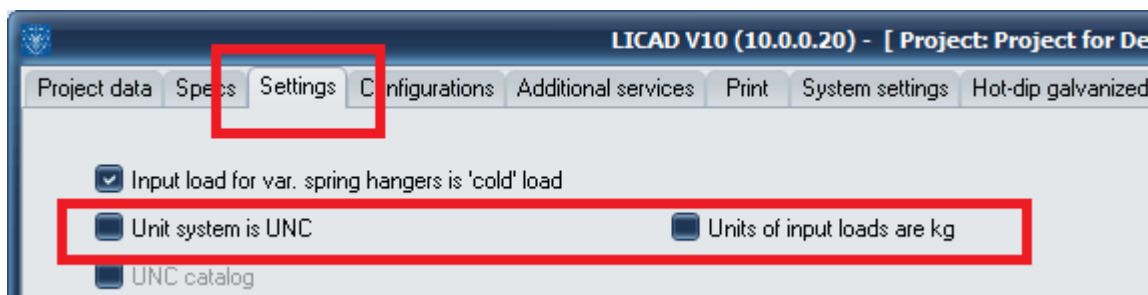 LICAD V10 (10.0.0.20) - [ Project: Project for De
Project data Specs Settings Configurations Additional services Print System settings Hot-dip galvanized
Input load for var. spring hangers is 'cold' load
Unit system is UNC Units of input loads are kg
UNC catalog